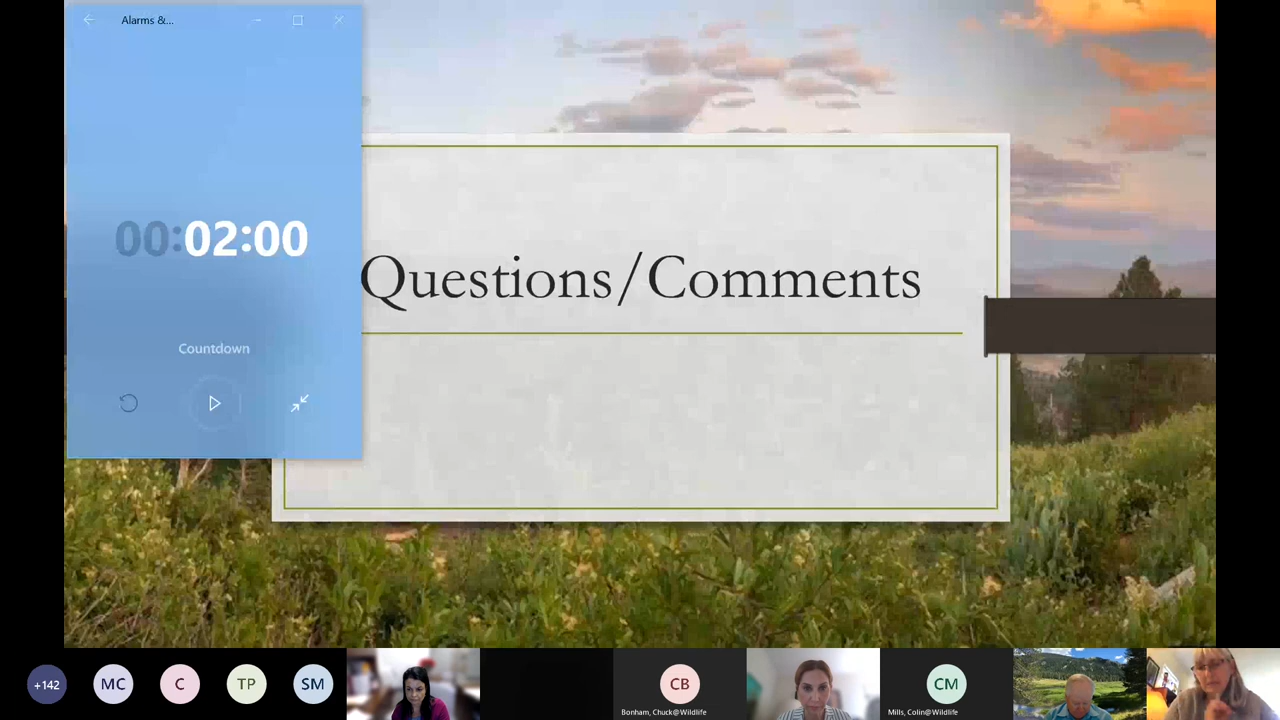 Alarms &...
00:02:00
Countdown
Questions/Comments
+142
MC
C
TP
SM
CB
Bonham, Chuck@Wildlife
CM
Mills, Colin@Wildlife